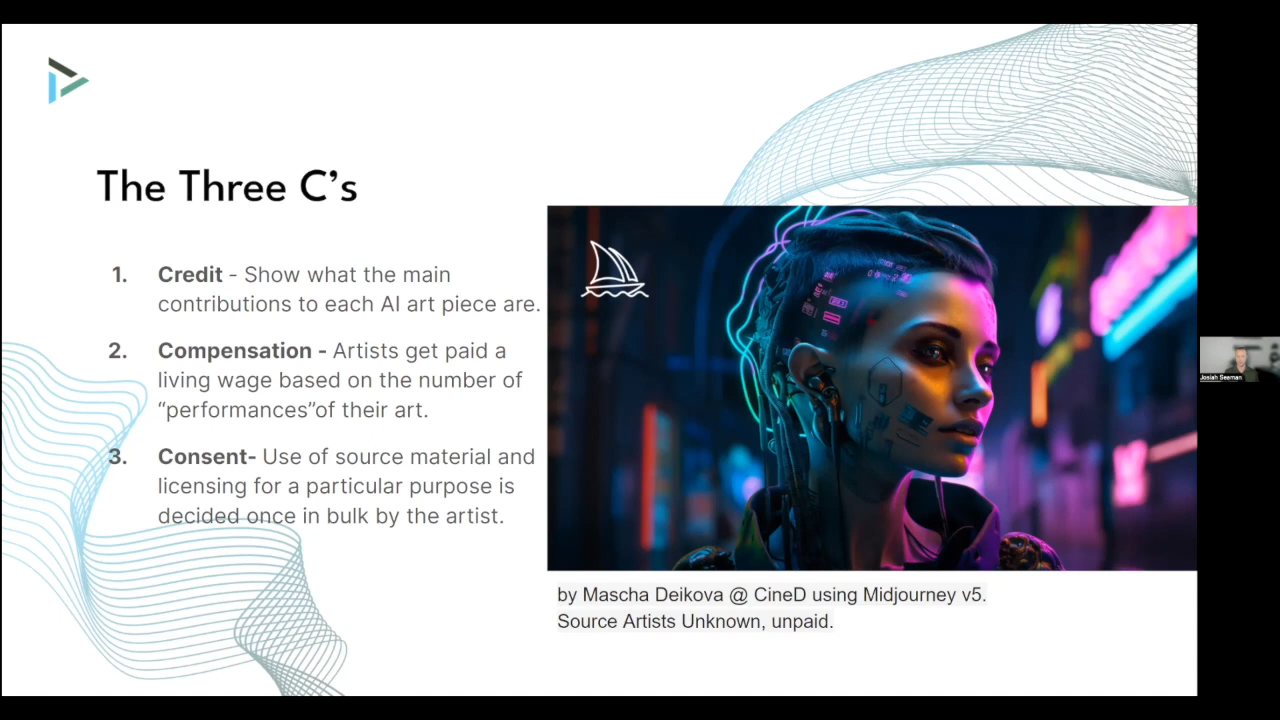 The Three C’s
1. Credit - Show what the main
contributions to each AI art piece are.
2. Compensation - Artists get paid a
living wage based on the number of
“performances”of their art.
3. Consent- Use of source material and
licensing for a particular purpose is
decided once in bulk by the artist.
by Mascha Deikova @ CineD using Midjourney v5.
Source Artists Unknown, unpaid.
Josiah Seaman